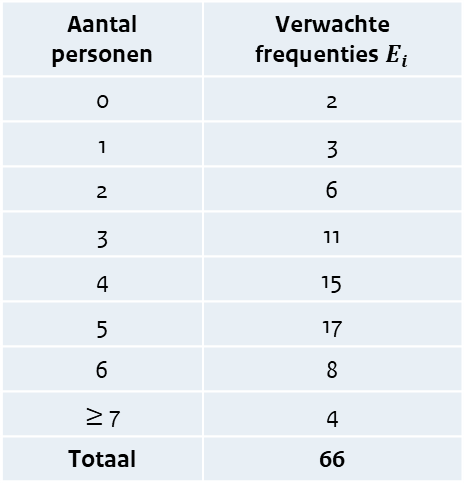 Aantal personen Verwachte frequenties Eᵢ
0 2
1 3
2 6
3 11
4 15
5 17
6 8
≥ 7 4
Totaal 66